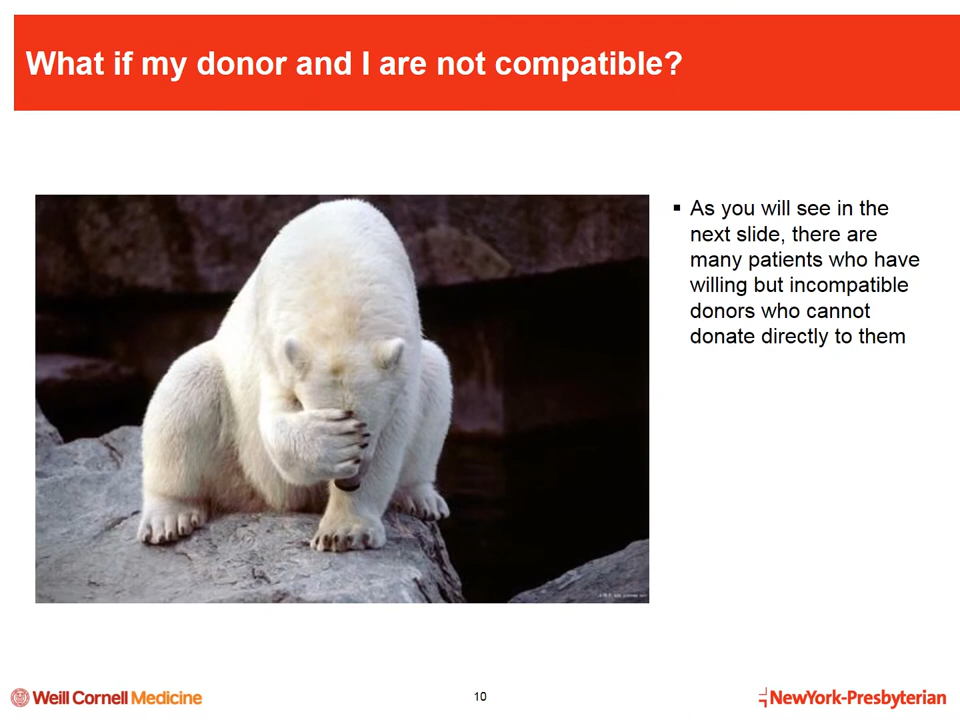 What if my donor and I are not compatible?
▪ As you will see in the
next slide, there are
many patients who have
willing but incompatible
donors who cannot
donate directly to them
Weill Cornell Medicine
10
NewYork-Presbyterian